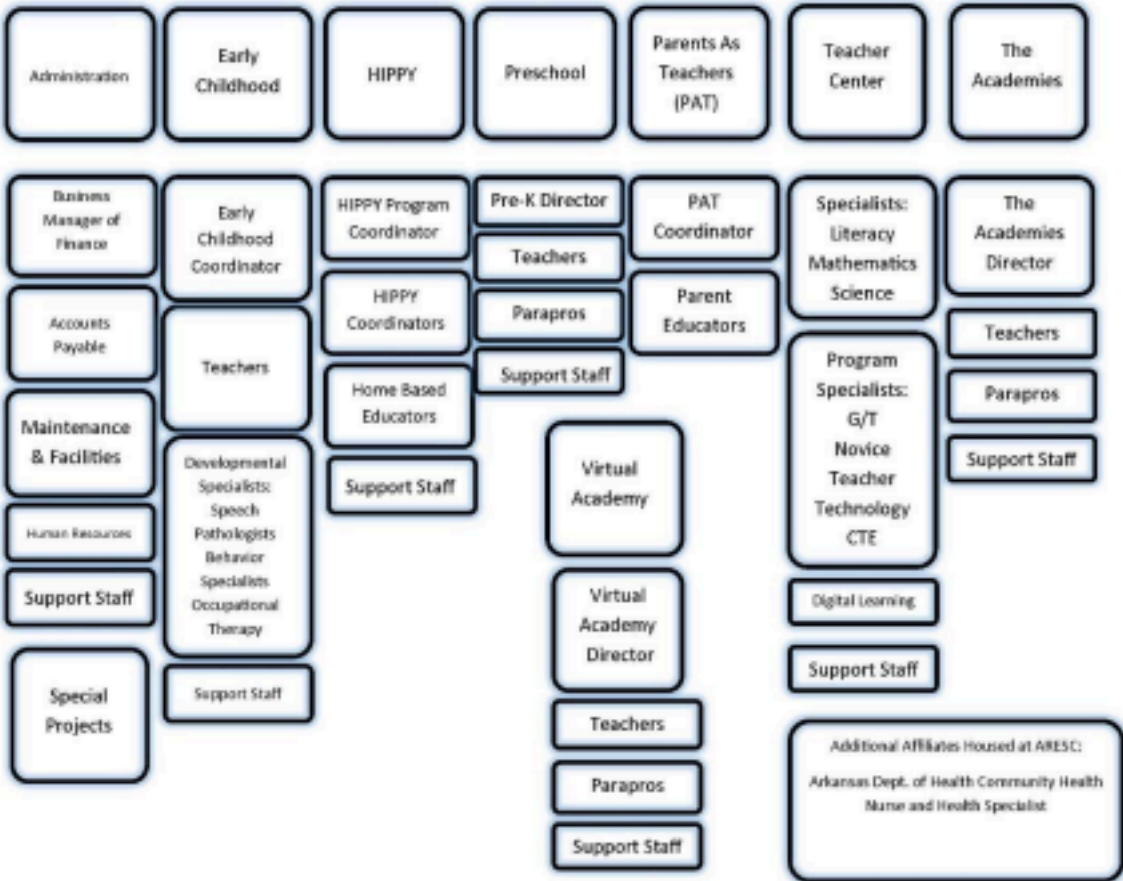 Administration
Early
Childhood
HIPPY
Preschool
Parents As
Teachers
(PAT)
Teacher
Center
The
Academies
Business
Manager of
Finance
Accounts
Payable
Maintenance
& Facilities
Human Resources
Support Staff
Special
Projects
Early
Childhood
Coordinator
Teachers
Developmental
Specialists:
Speech
Pathologists
Behavior
Specialists
Occupational
Therapy
Support Staff
HIPPY Program
Coordinator
HIPPY
Coordinators
Home Based
Educators
Support Staff
Pre-K Director
Teachers
Parapros
Support Staff
PAT
Coordinator
Parent
Educators
Virtual
Academy
Virtual
Academy
Director
Teachers
Parapros
Support Staff
Specialists:
Literacy
Mathematics
Science
Program
Specialists:
G/T
Novice
Teacher
Technology
CTE
Digital Learning
Support Staff
The
Academies
Director
Teachers
Parapros
Support Staff
Additional Affiliates Housed at ARESC:
Arkansas Dept. of Health Community Health
Nurse and Health Specialist